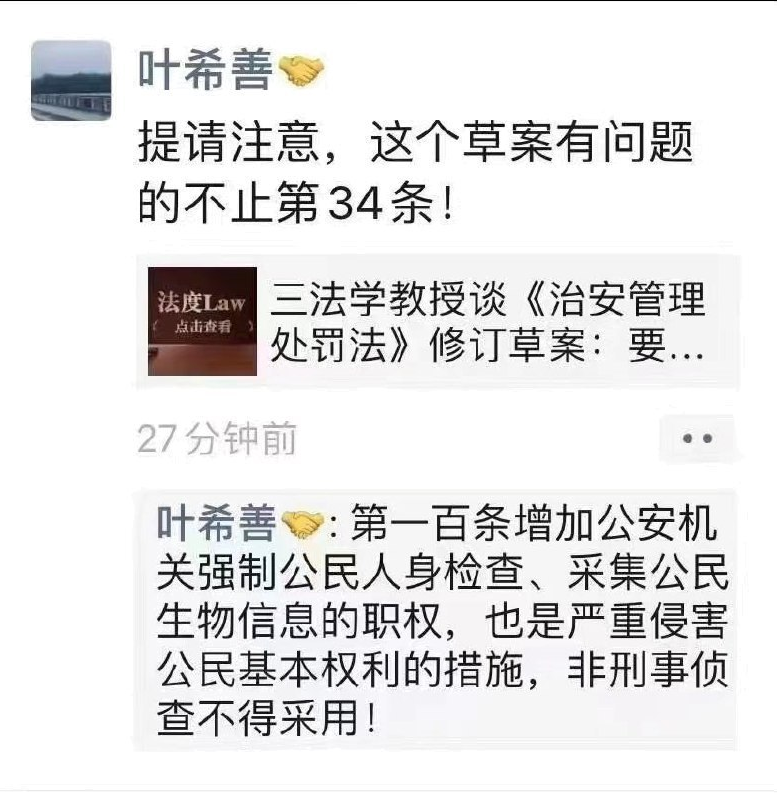 叶希善🤝
提请注意，这个草案有问题
的不止第34条！
法度Law
点击查看
三法学教授谈《治安管理
处罚法》修订草案：要...
27分钟前
叶希善🤝: 第一百条增加公安机
关强制公民人身检查、采集公民
生物信息的职权，也是严重侵害
公民基本权利的措施，非刑事侦
查不得采用！